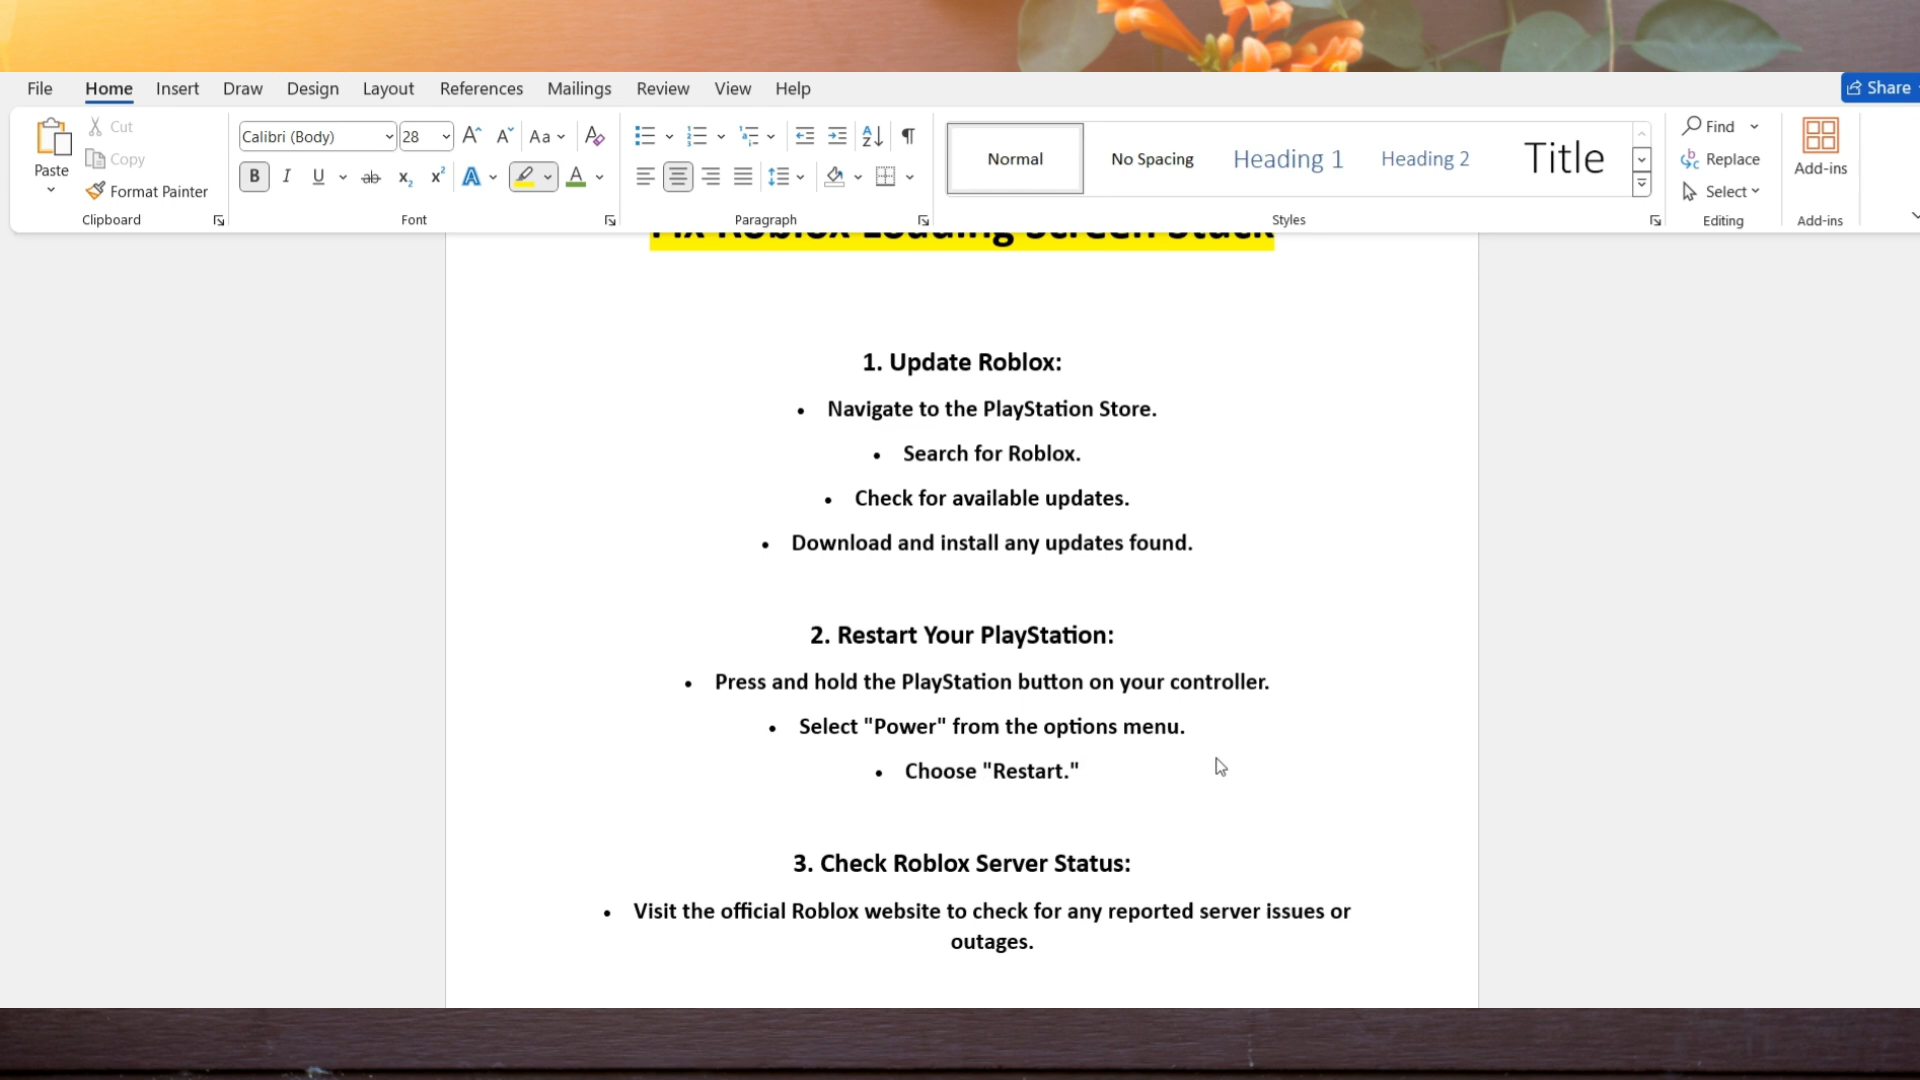 File Home Insert Draw Design Layout References Mailings Review View Help
Share
Paste
Cut
Copy
Format Painter
Clipboard
Calibri (Body) 28
Font
Paragraph
Normal No Spacing Heading 1 Heading 2 Title
Styles
Find
Replace
Select
Editing
Add-ins
Add-ins
Fix Roblox Loading Screen Stuck
1. Update Roblox:
• Navigate to the PlayStation Store.
• Search for Roblox.
• Check for available updates.
• Download and install any updates found.
2. Restart Your PlayStation:
• Press and hold the PlayStation button on your controller.
• Select "Power" from the options menu.
• Choose "Restart."
3. Check Roblox Server Status:
• Visit the official Roblox website to check for any reported server issues or
outages.